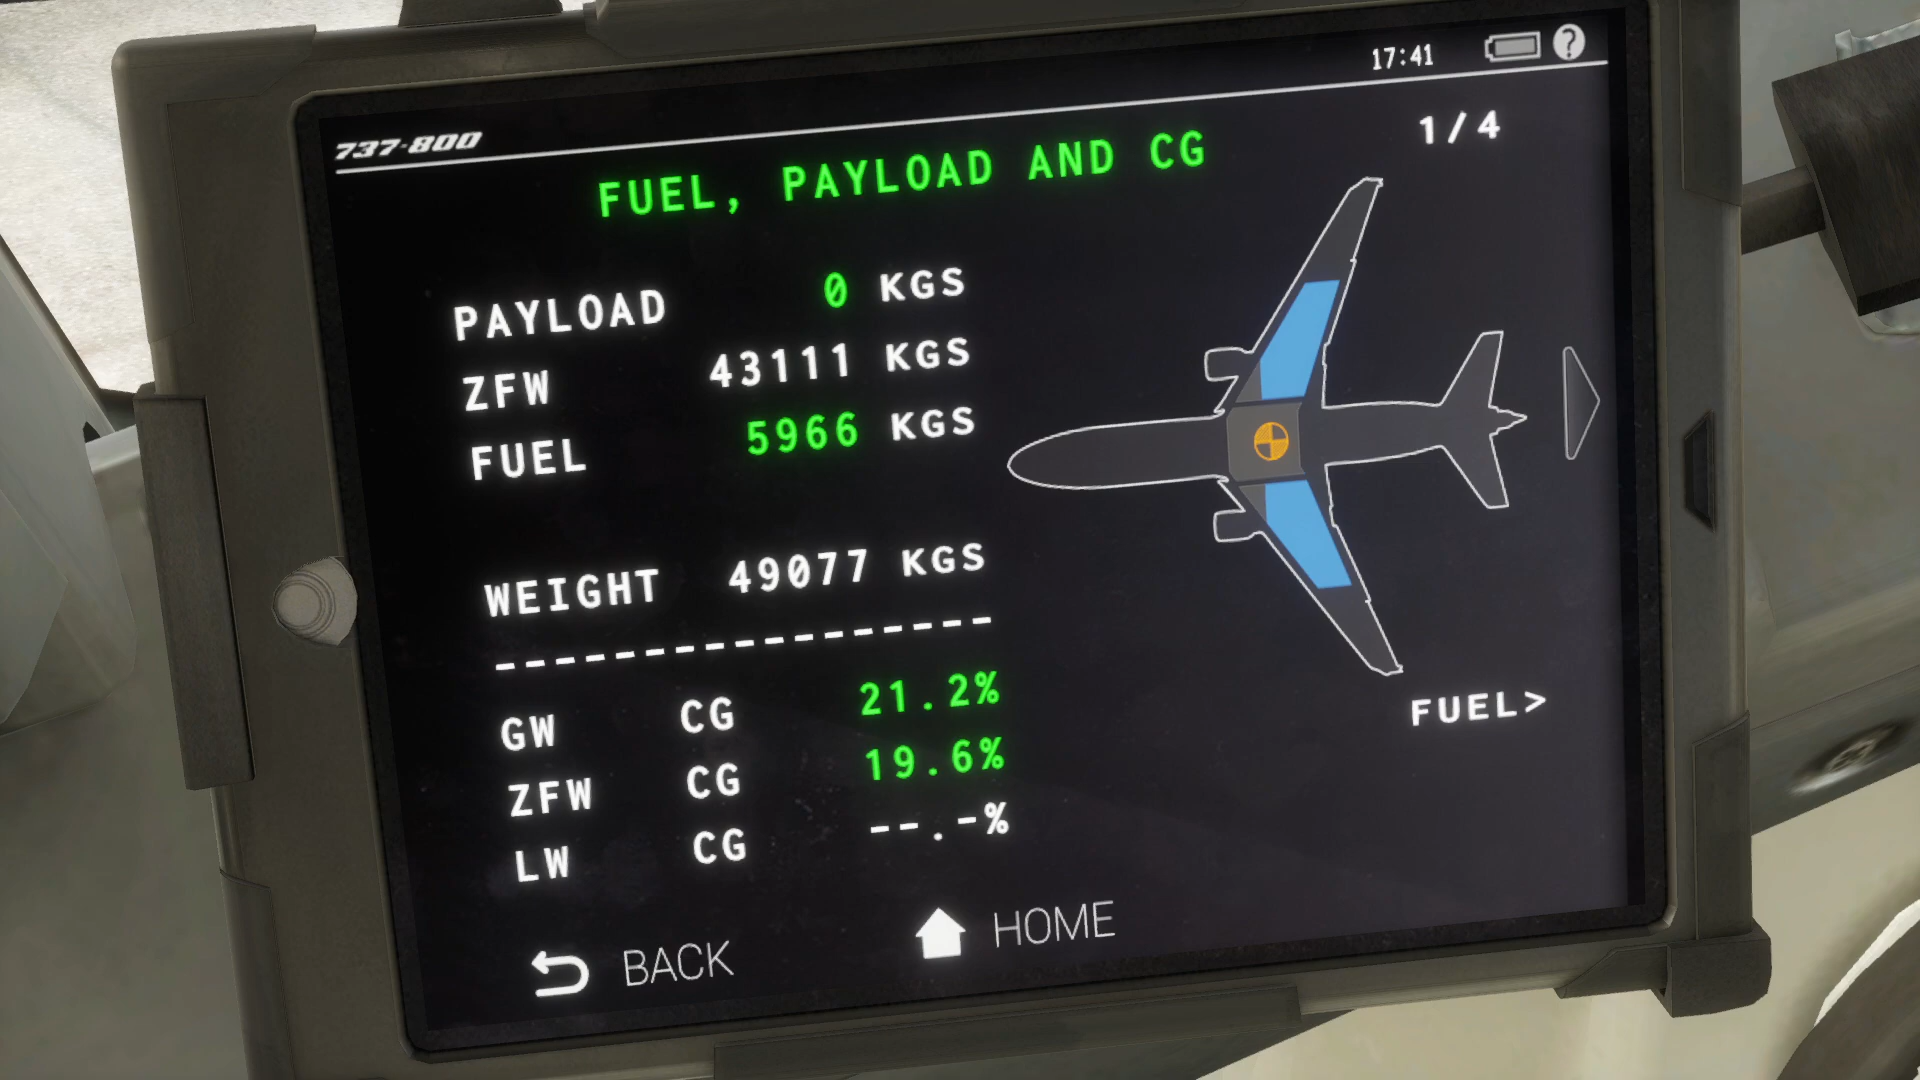 17:41 ?
737-800
1/4
FUEL, PAYLOAD AND CG
PAYLOAD 0 KGS
ZFW 43111 KGS
FUEL 5966 KGS
WEIGHT 49077 KGS
-----------------
GW CG 21.2%
ZFW CG 19.6%
LW CG --.-%
FUEL>
BACK HOME